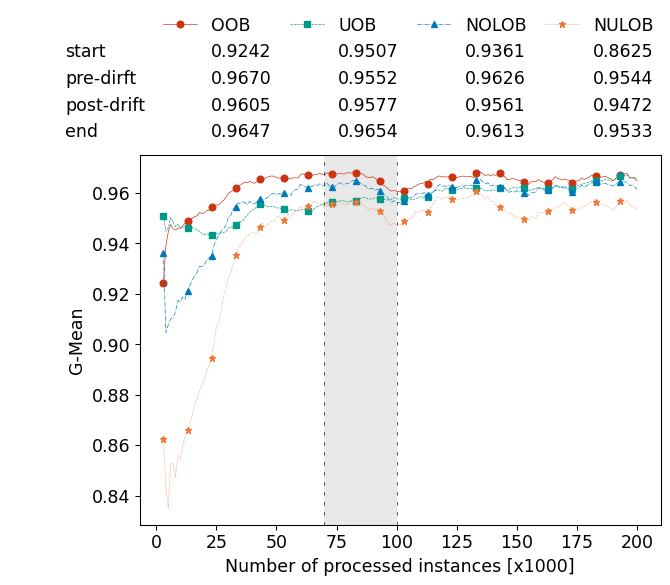 OOB UOB NOLOB NULOB
start 0.9242 0.9507 0.9361 0.8625
pre-dirft 0.9670 0.9552 0.9626 0.9544
post-drift 0.9605 0.9577 0.9561 0.9472
end 0.9647 0.9654 0.9613 0.9533
0.96
0.94
0.92
0.90
0.88
0.86
0.84
G-Mean
0 25 50 75 100 125 150 175 200
Number of processed instances [x1000]